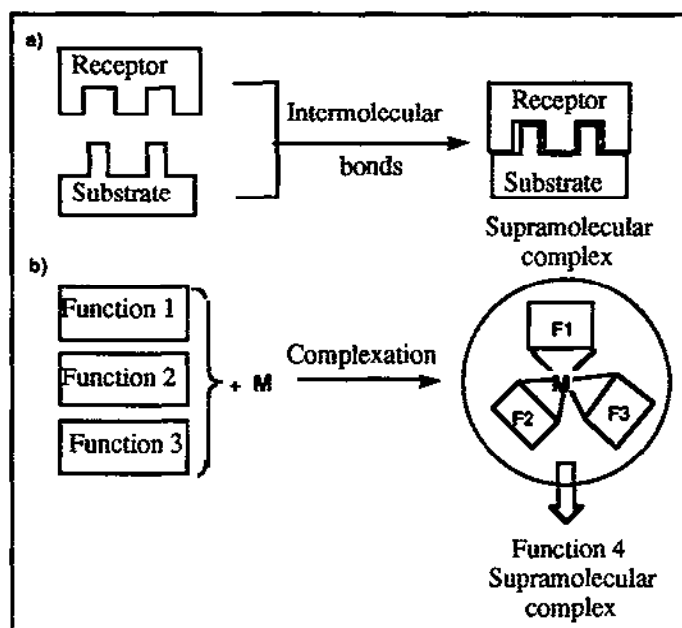 a)
Receptor
Substrate
Intermolecular
bonds
Receptor
Substrate
Supramolecular
complex
b)
Function 1
Function 2
Function 3
+ M
Complexation
F1
M
F2
F3
Function 4
Supramolecular
complex